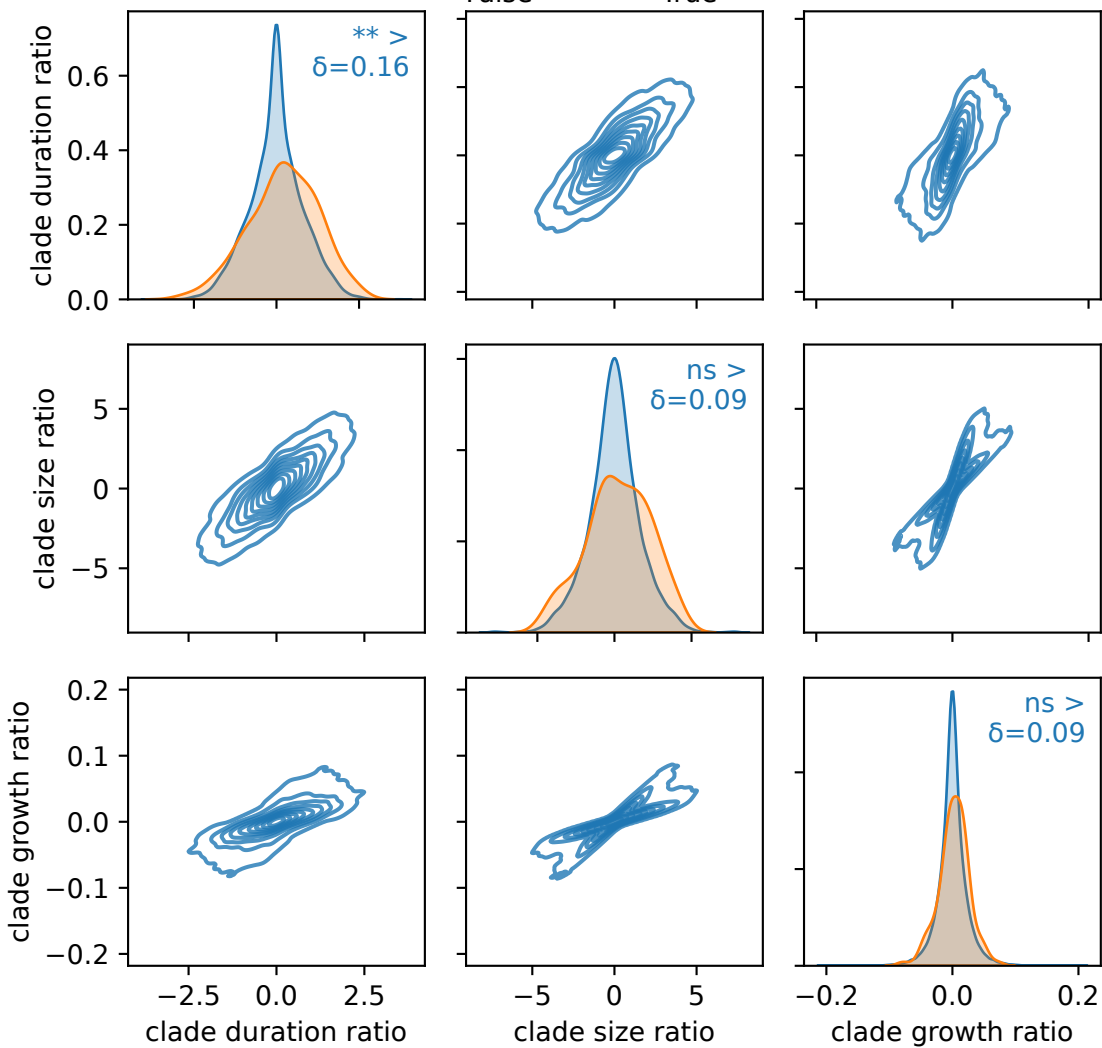 clade duration ratio
0.6
0.4
0.2
0.0
** >
δ=0.16
clade size ratio
5
0
−5
ns >
δ=0.09
clade growth ratio
0.2
0.1
0.0
−0.1
−0.2
ns >
δ=0.09
−2.5 0.0 2.5
−5 0 5
−0.2 0.0 0.2
clade duration ratio
clade size ratio
clade growth ratio